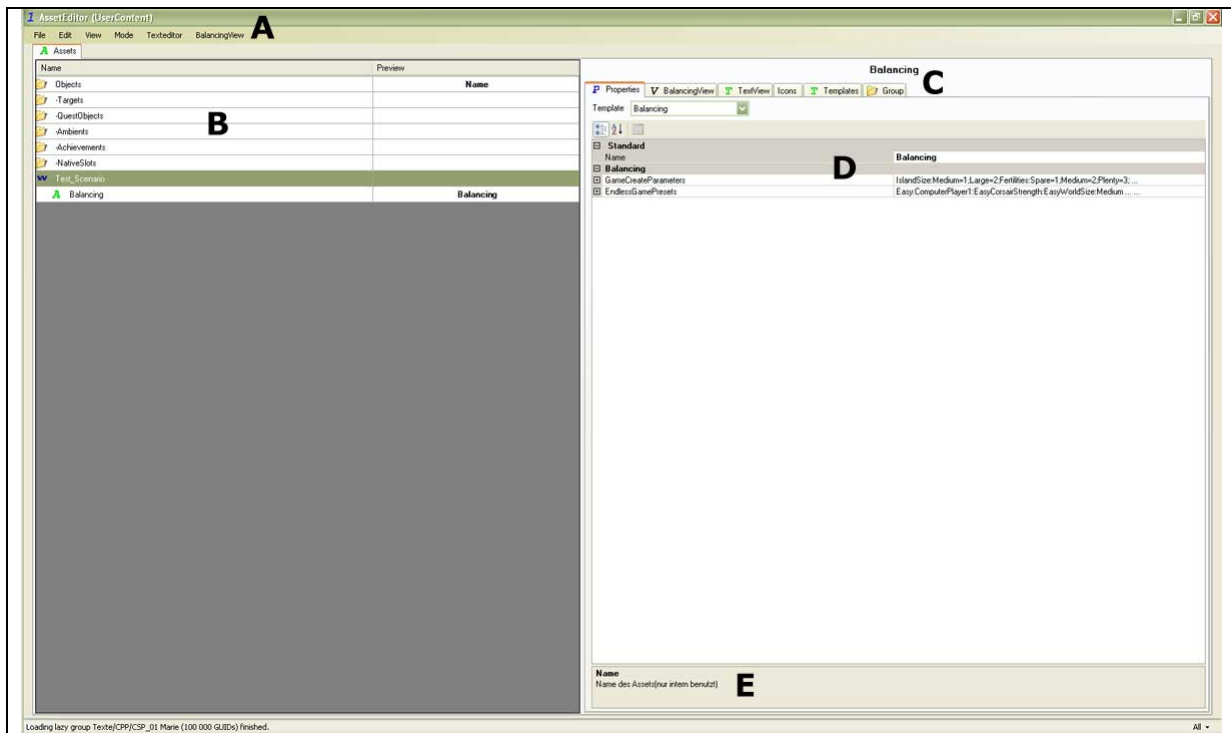 1 AssetEditor (UserContent)
File Edit View Mode Texteditor BalancingView A
A Assets
Name Preview
Objects Name
-Targets
-QuestObjects
-Ambients
-Achievements
-NativeSlots
B
W Test_Scenario
A Balancing Balancing
Balancing
C
P Properties V BalancingView T TextView Icons T Templates Group
Template Balancing
Standard
Name Balancing
D
Balancing
GameCreateParameters IslandSize:Medium=1;Large=2;Fertilities:Spare=1;Medium=2;Plenty=3; ...
EndlessGamePresets Easy:ComputerPlayer1:EasyCorsairStrength:EasyWorldSize:Medium ... ...
Name
Name des Assets(nur intern benutzt)
E
Loading lazy group Texte/CPP/CSP_01 Marie (100 000 GUIDs) finished. All